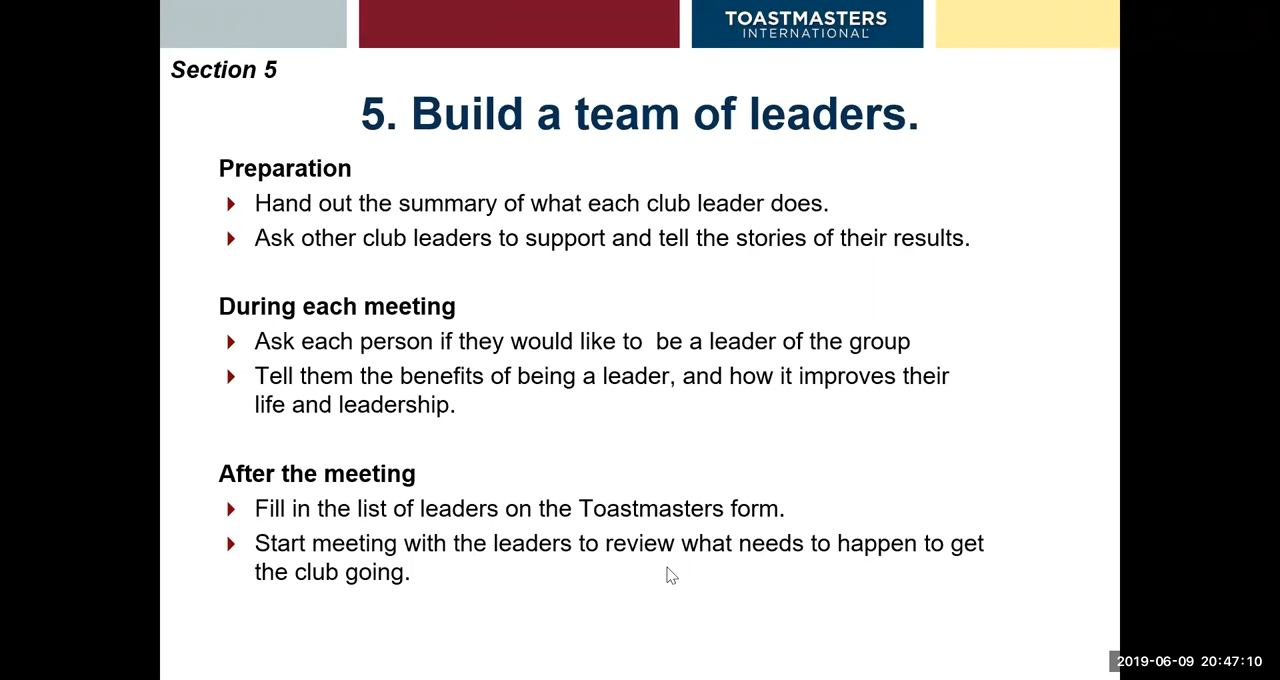 TOASTMASTERS
INTERNATIONAL
Section 5
5. Build a team of leaders.
Preparation
Hand out the summary of what each club leader does.
Ask other club leaders to support and tell the stories of their results.
During each meeting
Ask each person if they would like to  be a leader of the group
Tell them the benefits of being a leader, and how it improves their
life and leadership.
After the meeting
Fill in the list of leaders on the Toastmasters form.
Start meeting with the leaders to review what needs to happen to get
the club going.
2019-06-09 20:47:10